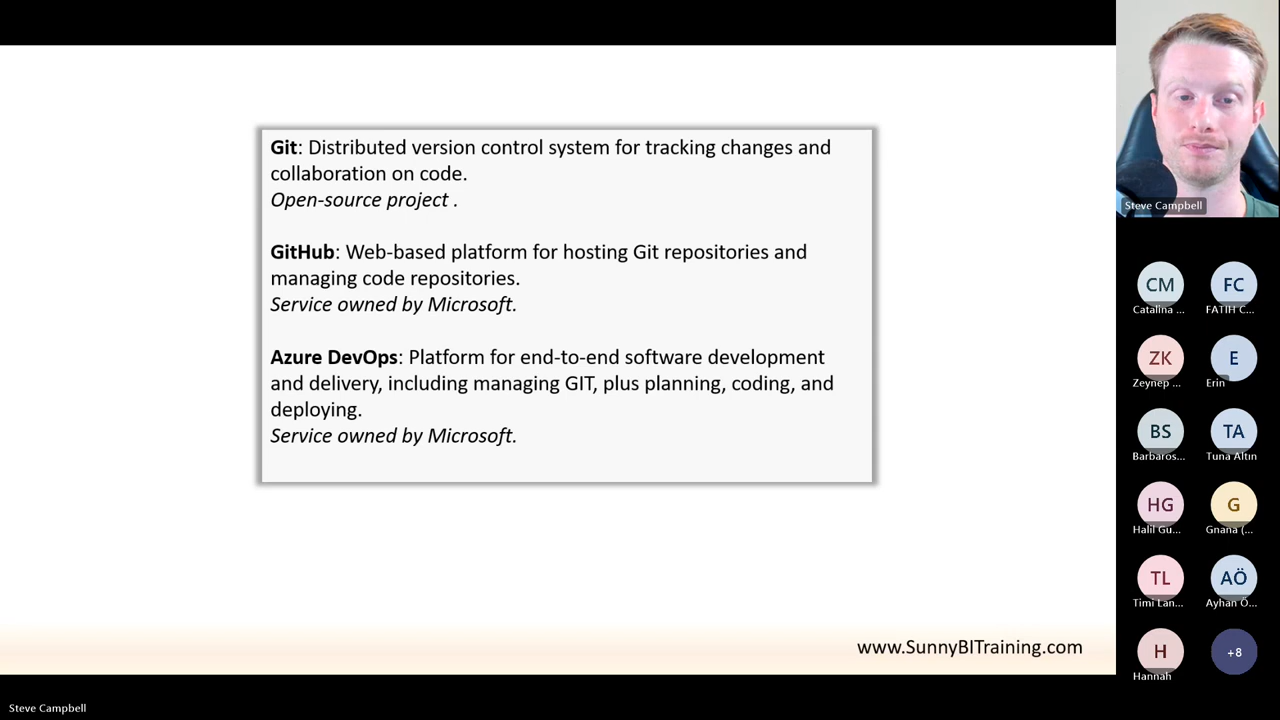 Git: Distributed version control system for tracking changes and
collaboration on code.
Open-source project .
GitHub: Web-based platform for hosting Git repositories and
managing code repositories.
Service owned by Microsoft.
Azure DevOps: Platform for end-to-end software development
and delivery, including managing GIT, plus planning, coding, and
deploying.
Service owned by Microsoft.
www.SunnyBITraining.com
Steve Campbell
Steve Campbell
CM
Catalina ...
FC
FATIH C...
ZK
Zeynep ...
E
Erin
BS
Barbaros...
TA
Tuna Altın
HG
Halil Gu...
G
Gnana (...
TL
Timi Lan...
AÖ
Ayhan Ö...
H
Hannah
+8